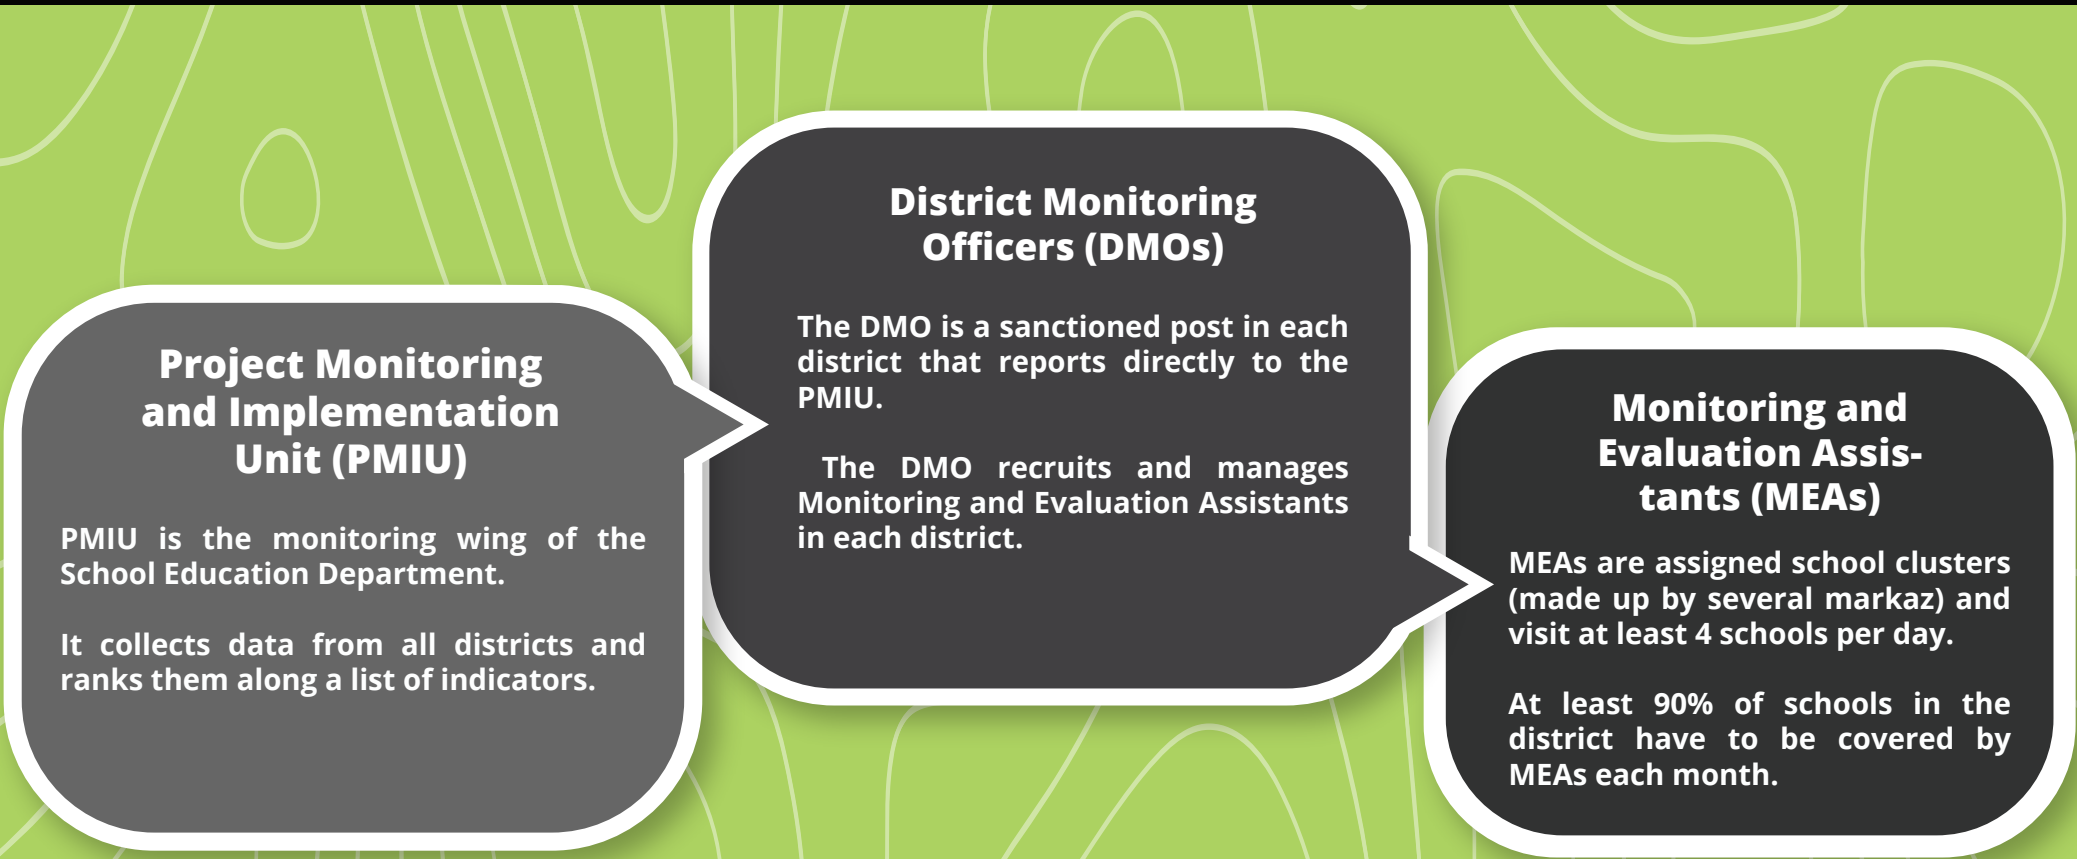 Project Monitoring
and Implementation
Unit (PMIU)
PMIU is the monitoring wing of the
School Education Department.
It collects data from all districts and
ranks them along a list of indicators.
District Monitoring
Officers (DMOs)
The DMO is a sanctioned post in each
district that reports directly to the
PMIU.
The DMO recruits and manages
Monitoring and Evaluation Assistants
in each district.
Monitoring and
Evaluation Assis-
tants (MEAs)
MEAs are assigned school clusters
(made up by several markaz) and
visit at least 4 schools per day.
At least 90% of schools in the
district have to be covered by
MEAs each month.